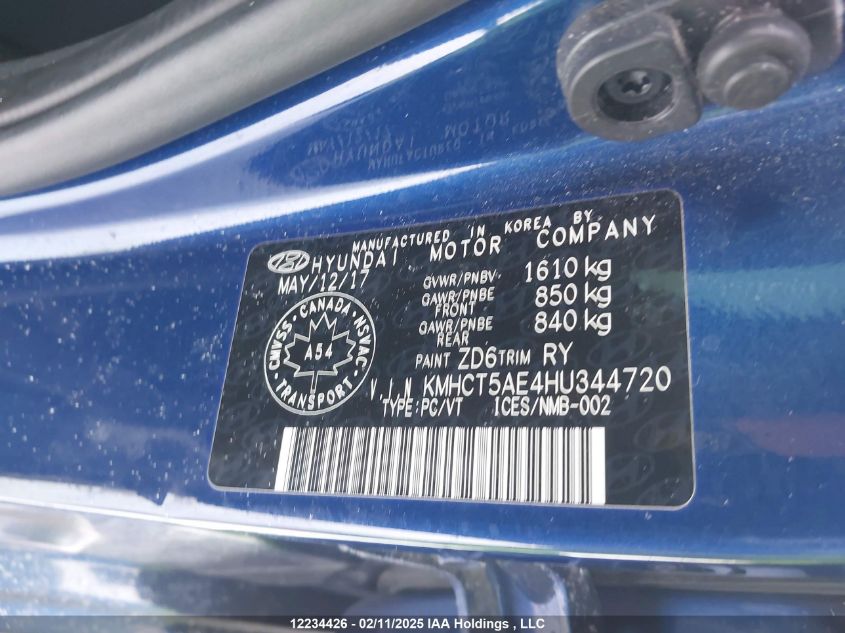 MANUFACTURED IN KOREA BY
HYUNDAI MOTOR COMPANY
MAY/12/17
GVWR/PNBV 1610 kg
GAWR/PNBE FRONT 850 kg
GAWR/PNBE REAR 840 kg
PAINT ZD6 TRIM RY
V I N KMHCT5AE4HU344720
TYPE:PC/VT ICES/NMB-002
CMVSS · CANADA · NSVAC ·
A54
TRANSPORT
12234426 - 02/11/2025 IAA Holdings , LLC